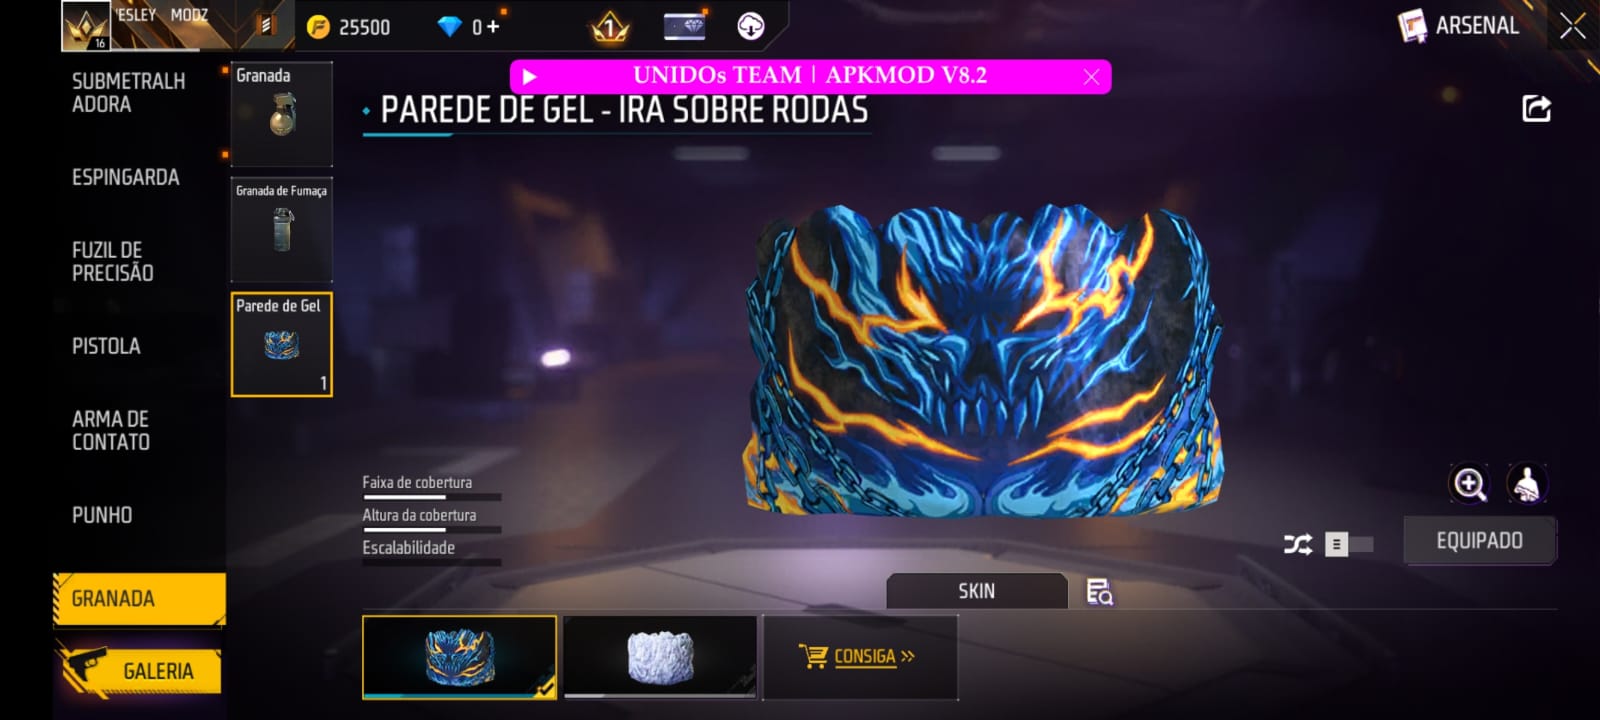 'ESLEY MODZ
16
25500
0 +
1
ARSENAL
UNIDOs TEAM | APKMOD V8.2
PAREDE DE GEL - IRA SOBRE RODAS
SUBMETRALH
ADORA
ESPINGARDA
FUZIL DE
PRECISÃO
PISTOLA
ARMA DE
CONTATO
PUNHO
GRANADA
GALERIA
Granada
Granada de Fumaça
Parede de Gel
1
Faixa de cobertura
Altura da cobertura
Escalabilidade
EQUIPADO
SKIN
CONSIGA >>